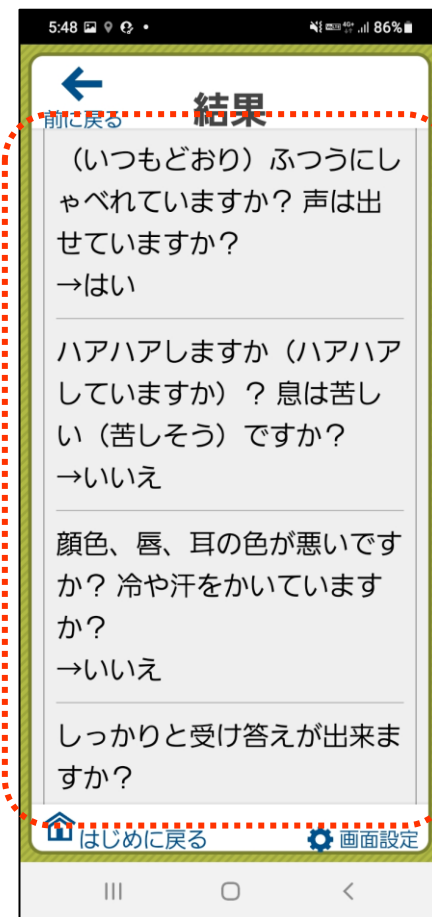 5:48 86%
前に戻る
結果
（いつもどおり）ふつうにし
ゃべれていますか？ 声は出
せていますか？
→はい
ハアハアしますか（ハアハア
していますか）？ 息は苦し
い（苦しそう）ですか？
→いいえ
顔色、唇、耳の色が悪いです
か？ 冷や汗をかいています
か？
→いいえ
しっかりと受け答えが出来ま
すか？
はじめに戻る 画面設定